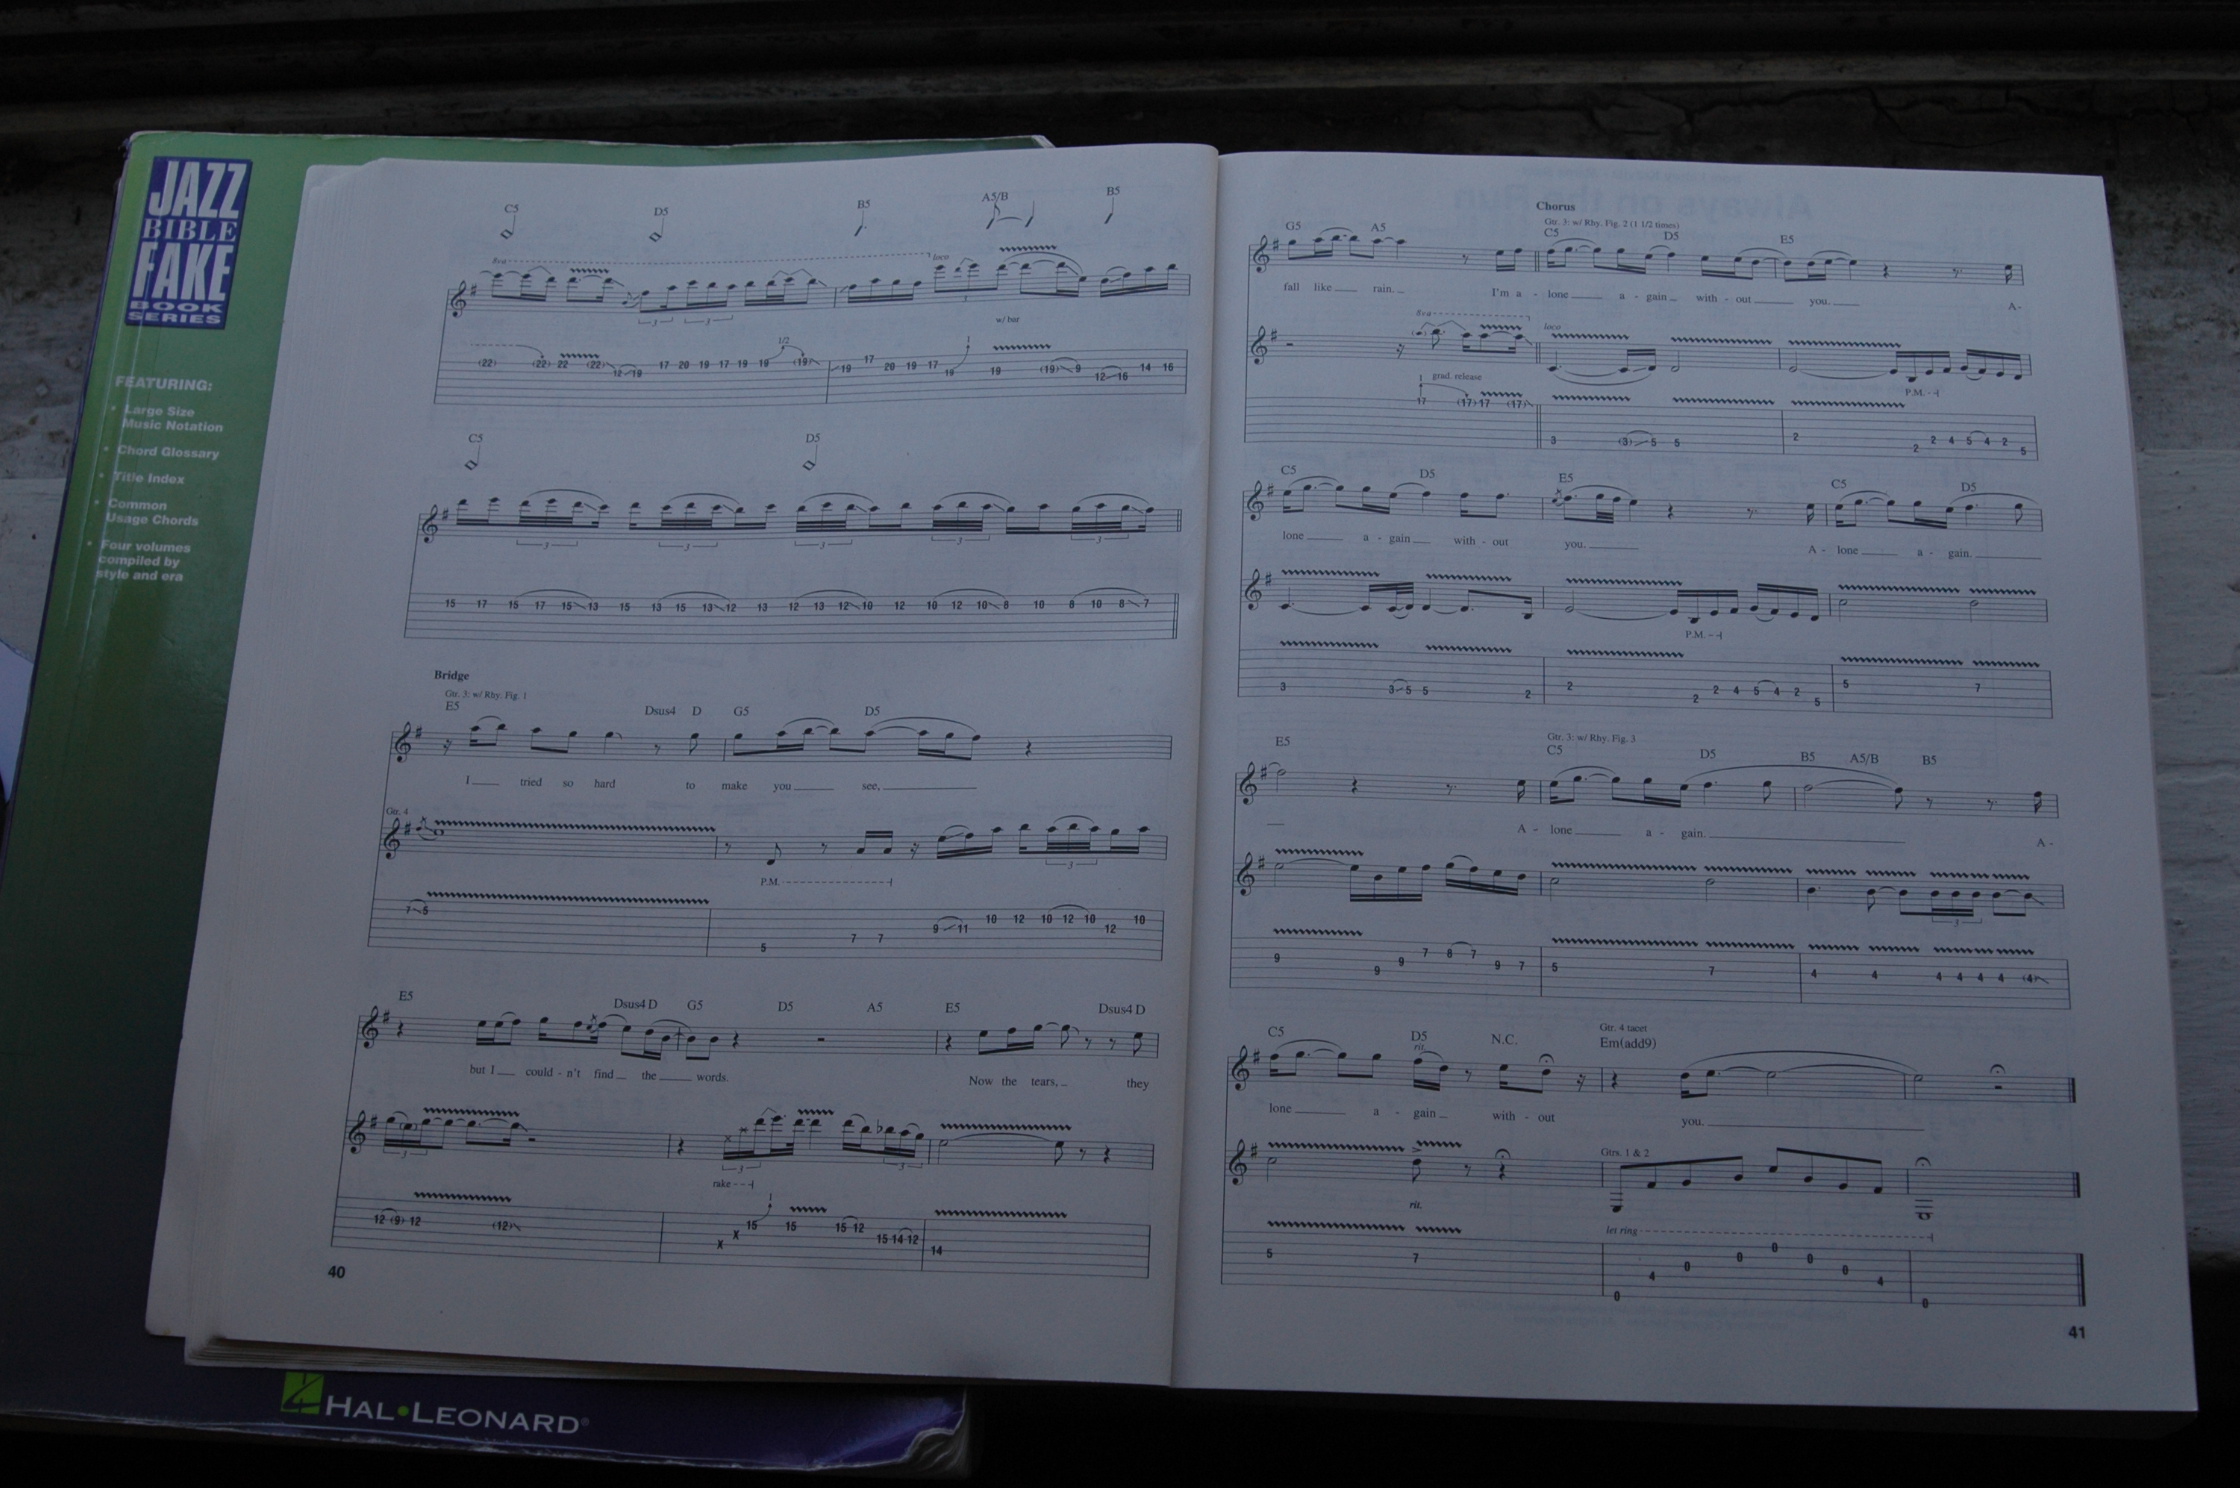 JAZZ
BIBLE
FAKE
BOOK
SERIES
FEATURING:
• Large Size
Music Notation
• Chord Glossary
• Title Index
• Common
Usage Chords
• Four volumes
compiled by
style and era
HAL•LEONARD®
C5 D5 B5 A5/B B5
8va loco
w/ bar
1/2 1
(22) (22) 22 (22) 12 19 17 20 19 17 19 19 (19) 19 17 20 19 17 19 19 (19) 9 12 16 14 16
C5 D5
15 17 15 17 15 13 15 13 15 13 12 13 12 13 12 10 12 10 12 10 8 10 8 10 8 7
Bridge
Gtr. 3: w/ Rhy. Fig. 1
E5 Dsus4 D G5 D5
I tried so hard to make you see,
Gtr. 4
P.M.
7 5 5 7 7 9 11 10 12 10 12 10 12 10
E5 Dsus4 D G5 D5 A5 E5 Dsus4 D
but I could - n't find the words. Now the tears, they
rake
12 (9) 12 (12) X X 15 15 15 12 15 14 12 14
40
G5 A5
Chorus
Gtr. 3: w/ Rhy. Fig. 2 (1 1/2 times)
C5 D5 E5
fall like rain. I'm a - lone a - gain with - out you. A-
8va loco
P.M.
1 grad. release
17 (17) 17 (17) 3 (3) 5 5 2 2 2 4 5 4 2 5
C5 D5 E5 C5 D5
lone a - gain with - out you. A - lone a - gain.
P.M.
3 3 5 5 2 2 2 2 4 5 4 2 5 5 7
Gtr. 3: w/ Rhy. Fig. 3
E5 C5 D5 B5 A5/B B5
A - lone a - gain. A -
9 9 9 7 8 7 9 7 5 7 4 4 4 4 4 4 (4)
Gtr. 4 tacet
C5 D5 N.C. Em(add9)
rit.
lone a - gain with - out you.
Gtrs. 1 & 2
rit.
let ring
5 7 0 4 0 0 0 0 0 4 0
41